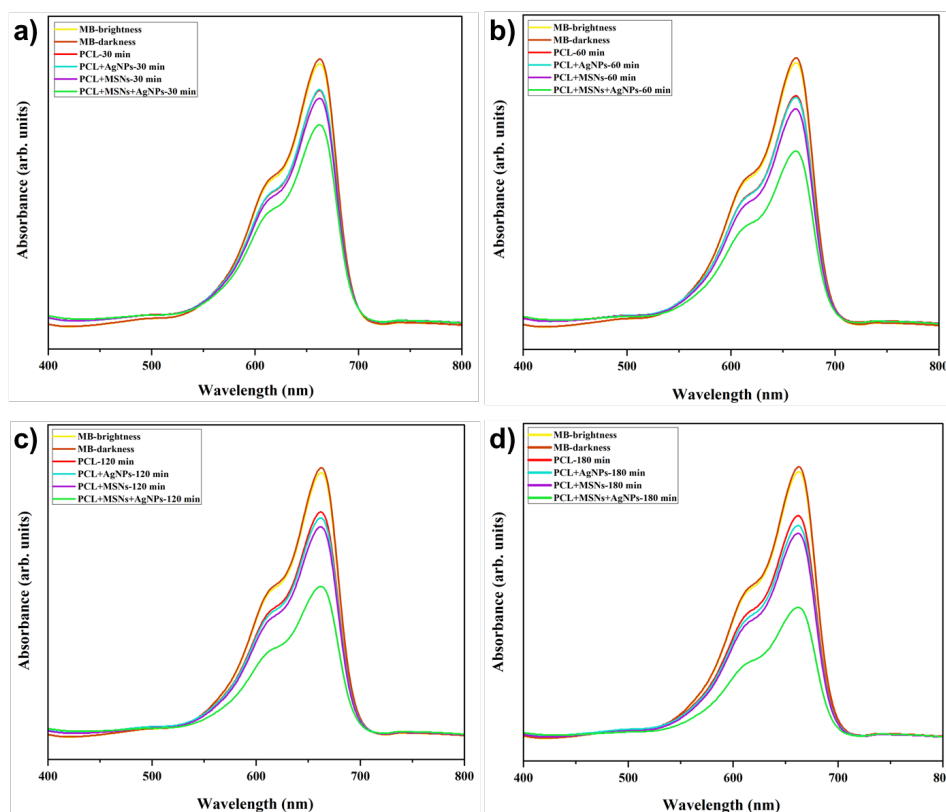 a)
MB-brightness
MB-darkness
PCL-30 min
PCL+AgNPs-30 min
PCL+MSNs-30 min
PCL+MSNs+AgNPs-30 min
Absorbance (arb. units)
400 500 600 700 800
Wavelength (nm)
b)
MB-brightness
MB-darkness
PCL-60 min
PCL+AgNPs-60 min
PCL+MSNs-60 min
PCL+MSNs+AgNPs-60 min
Absorbance (arb. units)
400 500 600 700 800
Wavelength (nm)
c)
MB-brightness
MB-darkness
PCL-120 min
PCL+AgNPs-120 min
PCL+MSNs-120 min
PCL+MSNs+AgNPs-120 min
Absorbance (arb. units)
400 500 600 700 800
Wavelength (nm)
d)
MB-brightness
MB-darkness
PCL-180 min
PCL+AgNPs-180 min
PCL+MSNs-180 min
PCL+MSNs+AgNPs-180 min
Absorbance (arb. units)
400 500 600 700 800
Wavelength (nm)